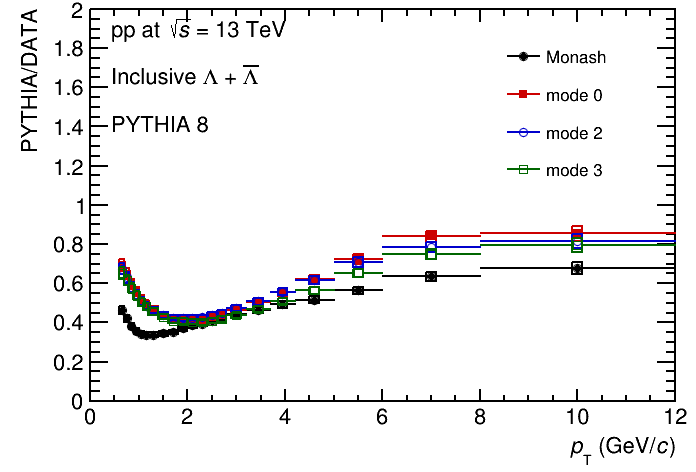 PYTHIA/DATA
2
1.8
1.6
1.4
1.2
1
0.8
0.6
0.4
0.2
0
pp at √s = 13 TeV
Inclusive Λ + Λ̅
PYTHIA 8
Monash
mode 0
mode 2
mode 3
0 2 4 6 8 10 12
p_T (GeV/c)